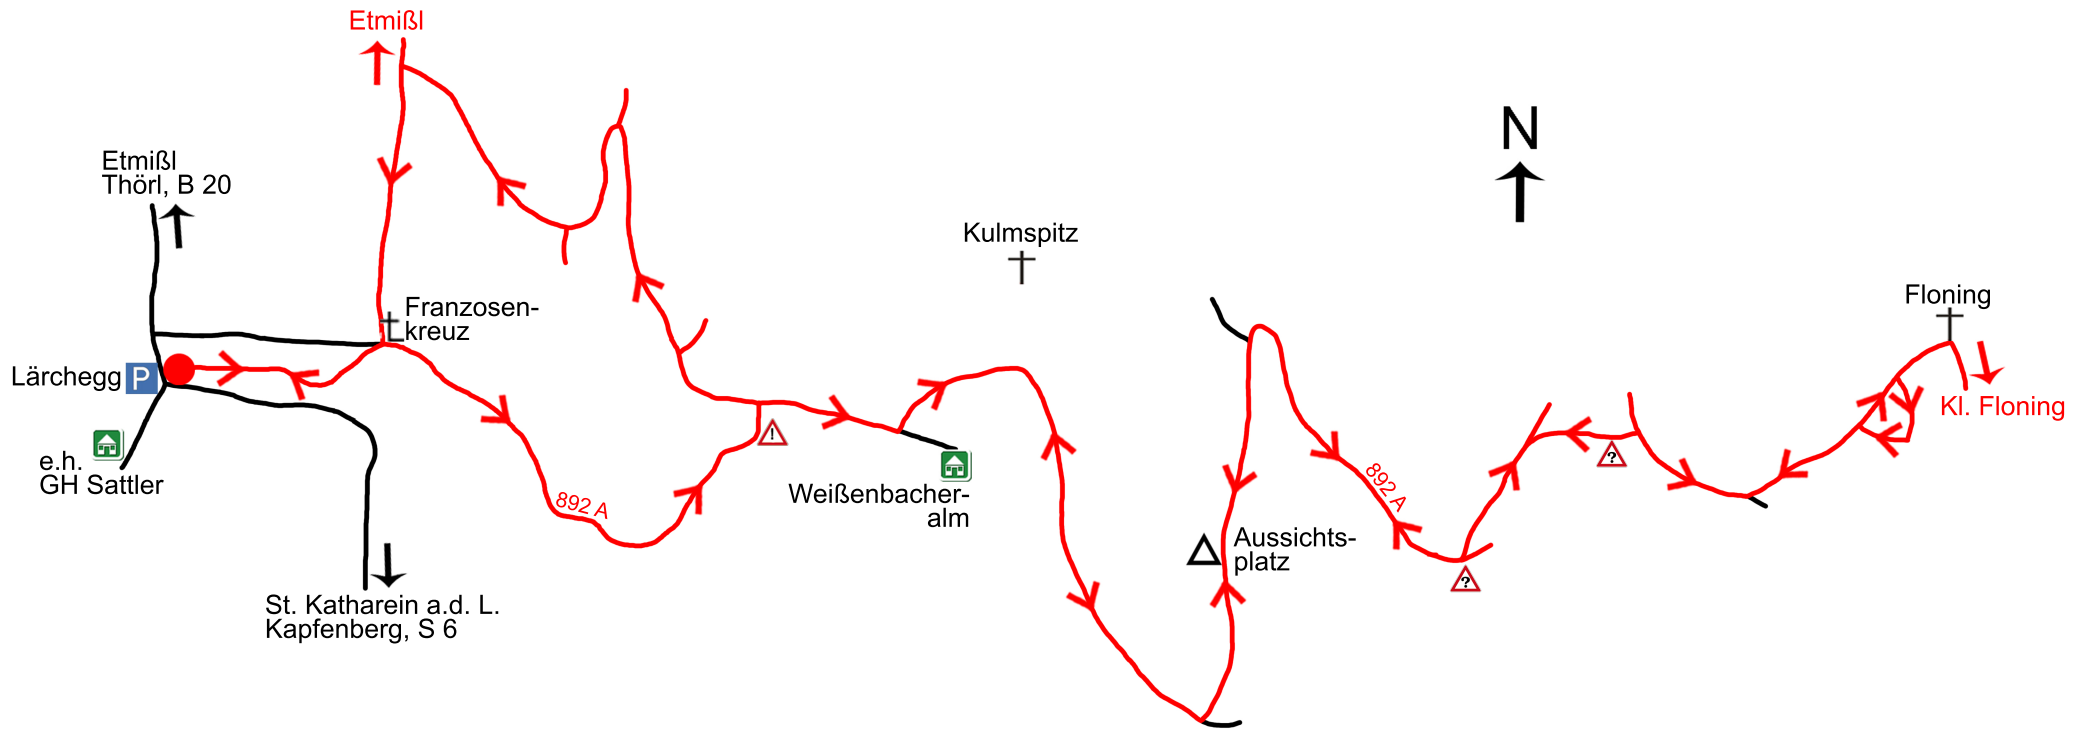 Etmißl
N
Etmißl
Thörl, B 20
Kulmspitz
Floning
Franzosen-
kreuz
Lärchegg
P
Kl. Floning
e.h.
GH Sattler
892 A
!
Weißenbacher-
alm
892 A
?
Aussichts-
platz
?
St. Katharein a.d. L.
Kapfenberg, S 6